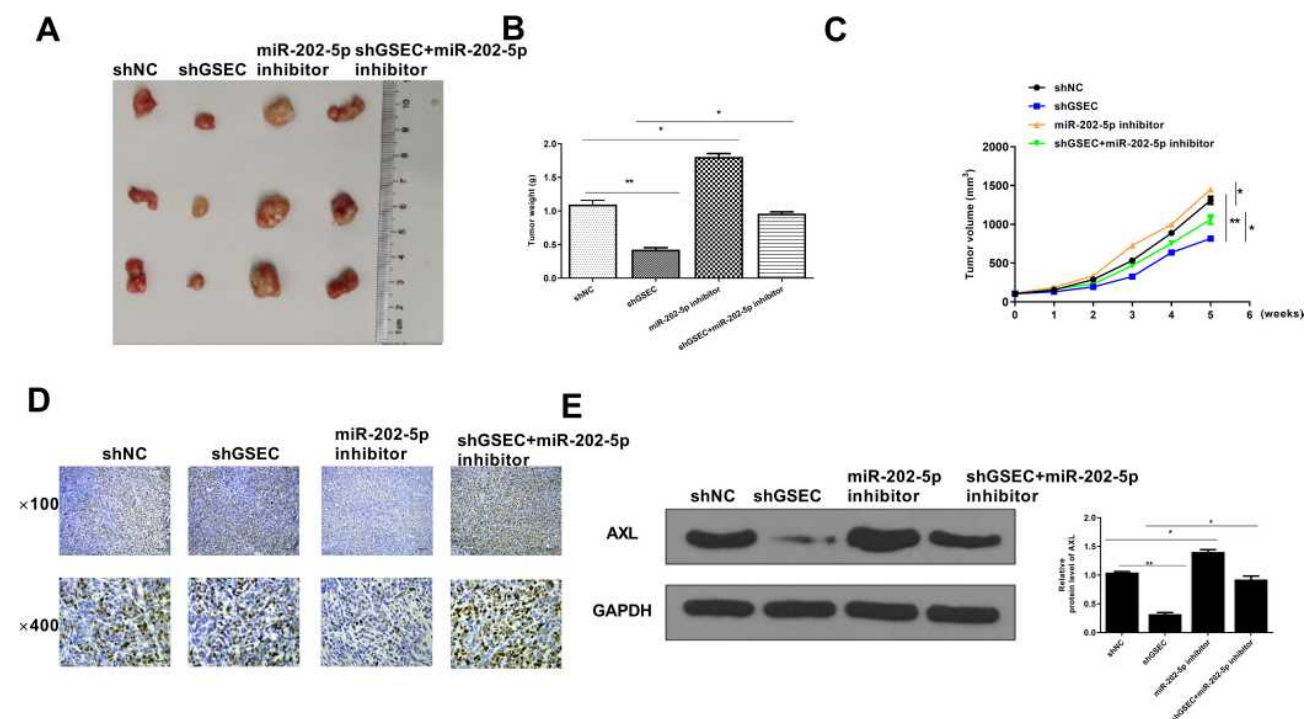 A
shNC
shGSEC
miR-202-5p
inhibitor
shGSEC+miR-202-5p
inhibitor
B
Tumor weight (g)
2.0
1.5
1.0
0.5
0.0
*
*
**
shNC
shGSEC
miR-202-5p inhibitor
shGSEC+miR-202-5p inhibitor
C
shNC
shGSEC
miR-202-5p inhibitor
shGSEC+miR-202-5p inhibitor
Tumor volume (mm³)
2000
1500
1000
500
0
0 1 2 3 4 5 6 (weeks)
*
**
*
D
shNC
shGSEC
miR-202-5p
inhibitor
shGSEC+miR-202-5p
inhibitor
×100
×400
E
shNC
shGSEC
miR-202-5p
inhibitor
shGSEC+miR-202-5p
inhibitor
AXL
GAPDH
Relative
protein level of AXL
2.0
1.5
1.0
0.5
0.0
*
*
**
shNC
shGSEC
miR-202-5p inhibitor
shGSEC+miR-202-5p inhibitor